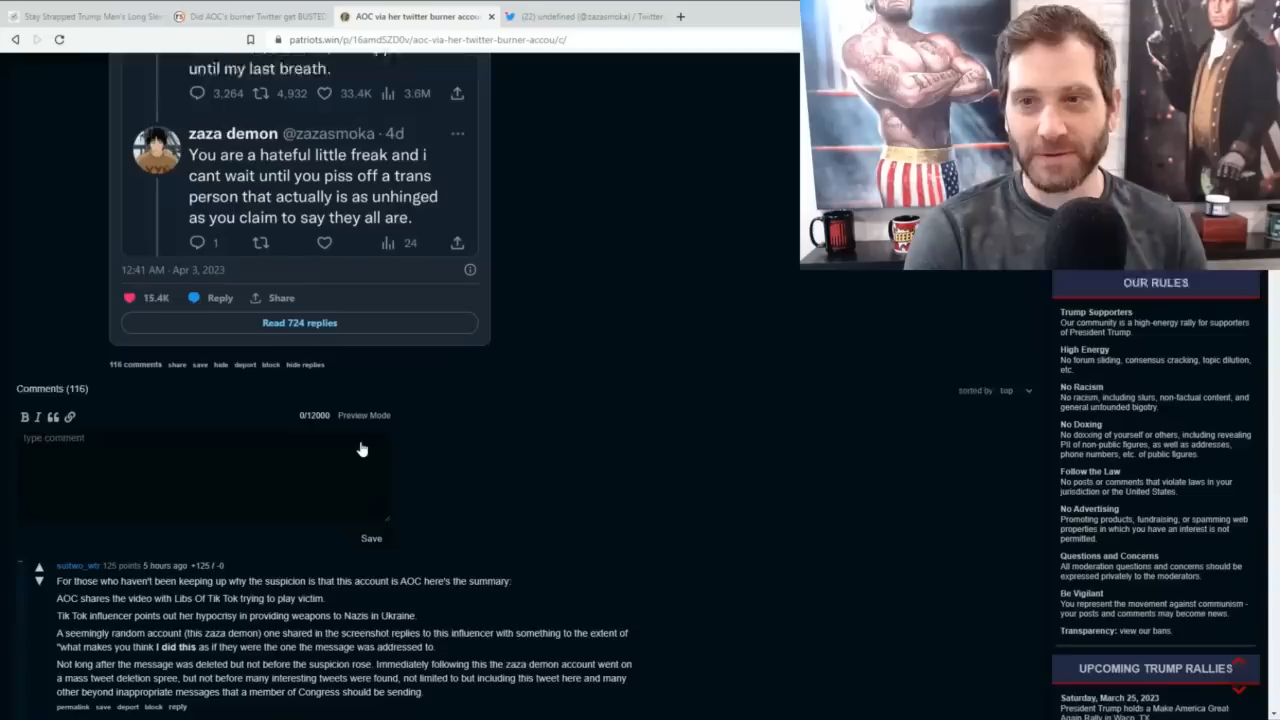 Stay Strapped Trump Men's Long Slee
Did AOC's burner Twitter get BUSTED
AOC via her twitter burner accou
(22) undefined (@zazasmoka) / Twitter
patriots.win/p/16amdSZD0v/aoc-via-her-twitter-burner-accou/c/
until my last breath.
3,264 4,932 33.4K 3.6M
zaza demon @zazasmoka · 4d
You are a hateful little freak and i
cant wait until you piss off a trans
person that actually is as unhinged
as you claim to say they all are.
1 24
12:41 AM · Apr 3, 2023
15.4K Reply Share
Read 724 replies
116 comments share save hide deport block hide replies
Comments (116)
sorted by top
0/12000 Preview Mode
type comment
Save
suitwo_wtr 125 points 5 hours ago +125 / -0
For those who haven't been keeping up why the suspicion is that this account is AOC here's the summary:
AOC shares the video with Libs Of Tik Tok trying to play victim.
Tik Tok influencer points out her hypocrisy in providing weapons to Nazis in Ukraine.
A seemingly random account (this zaza demon) one shared in the screenshot replies to this influencer with something to the extent of
"what makes you think I did this as if they were the one the message was addressed to.
Not long after the message was deleted but not before the suspicion rose. Immediately following this the zaza demon account went on
a mass tweet deletion spree, but not before many interesting tweets were found, not limited to but including this tweet here and many
other beyond inappropriate messages that a member of Congress should be sending.
permalink save deport block reply
OUR RULES
Trump Supporters
Our community is a high-energy rally for supporters
of President Trump.
High Energy
No forum sliding, consensus cracking, topic dilution,
etc.
No Racism
No racism, including slurs, non-factual content, and
general unfounded bigotry.
No Doxing
No doxxing of yourself or others, including revealing
PII of non-public figures, as well as addresses,
phone numbers, etc. of public figures.
Follow the Law
No posts or comments that violate laws in your
jurisdiction or the United States.
No Advertising
Promoting products, fundraising, or spamming web
properties in which you have an interest is not
permitted.
Questions and Concerns
All moderation questions and concerns should be
expressed privately to the moderators.
Be Vigilant
You represent the movement against communism -
your posts and comments may become news.
Transparency: view our bans.
UPCOMING TRUMP RALLIES
Saturday, March 25, 2023
President Trump holds a Make America Great
Again Rally in Waco, TX